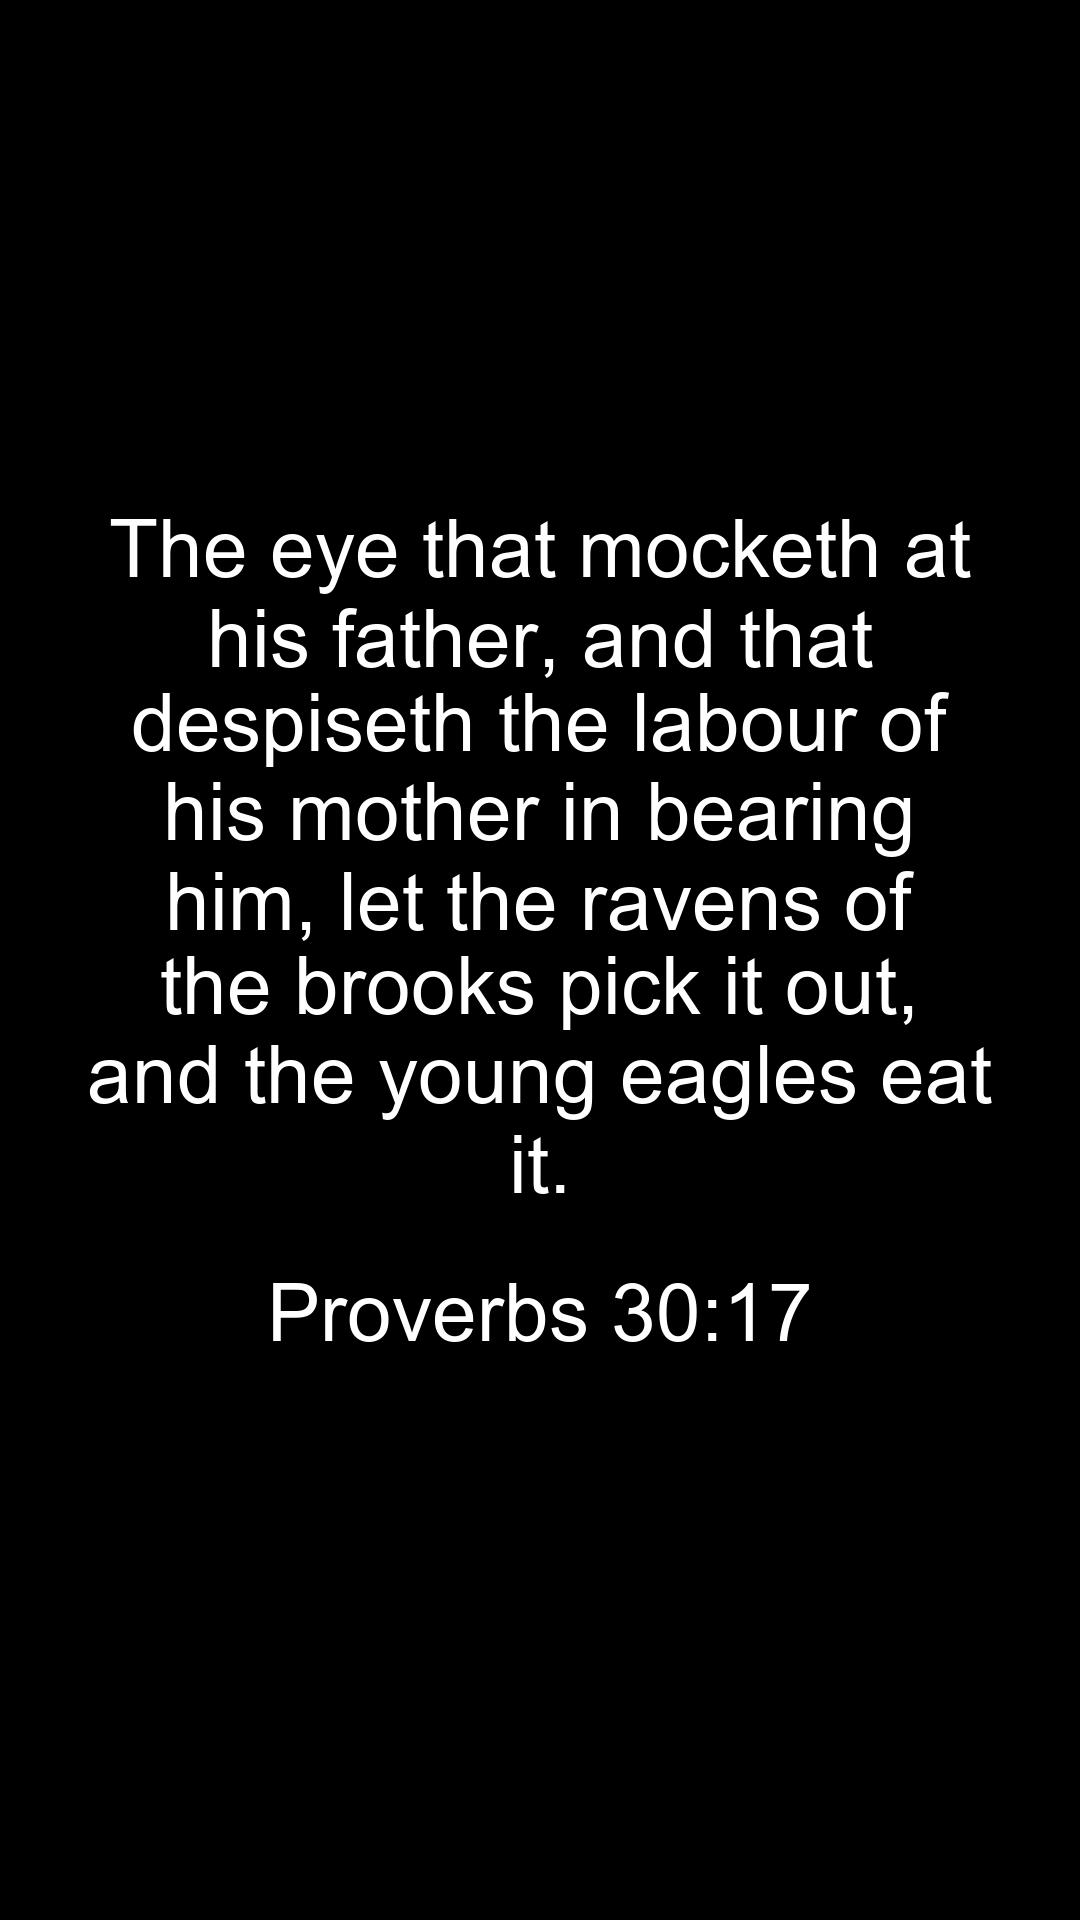 The eye that mocketh at
his father, and that
despiseth the labour of
his mother in bearing
him, let the ravens of
the brooks pick it out,
and the young eagles eat
it.
Proverbs 30:17